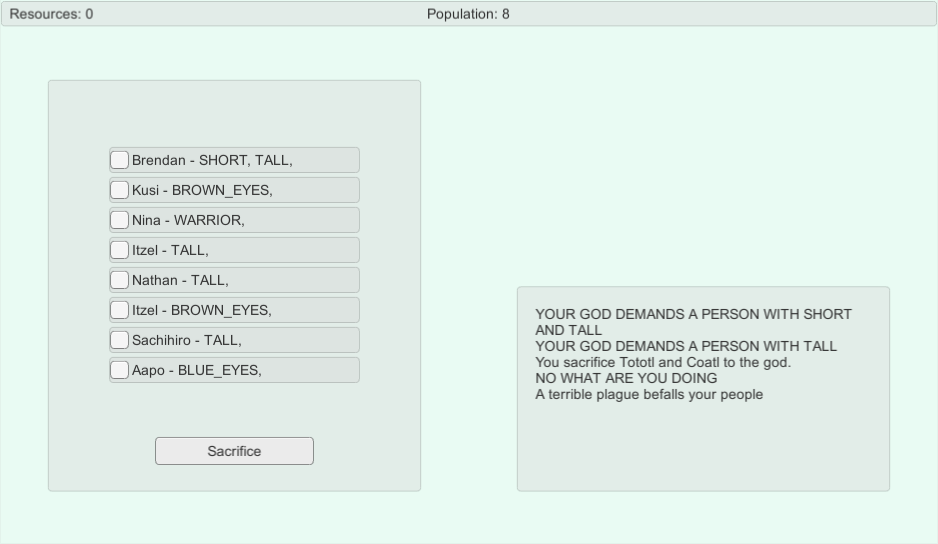 Resources: 0
Population: 8
Brendan - SHORT, TALL,
Kusi - BROWN_EYES,
Nina - WARRIOR,
Itzel - TALL,
Nathan - TALL,
Itzel - BROWN_EYES,
Sachihiro - TALL,
Aapo - BLUE_EYES,
Sacrifice
YOUR GOD DEMANDS A PERSON WITH SHORT
AND TALL
YOUR GOD DEMANDS A PERSON WITH TALL
You sacrifice Tototl and Coatl to the god.
NO WHAT ARE YOU DOING
A terrible plague befalls your people